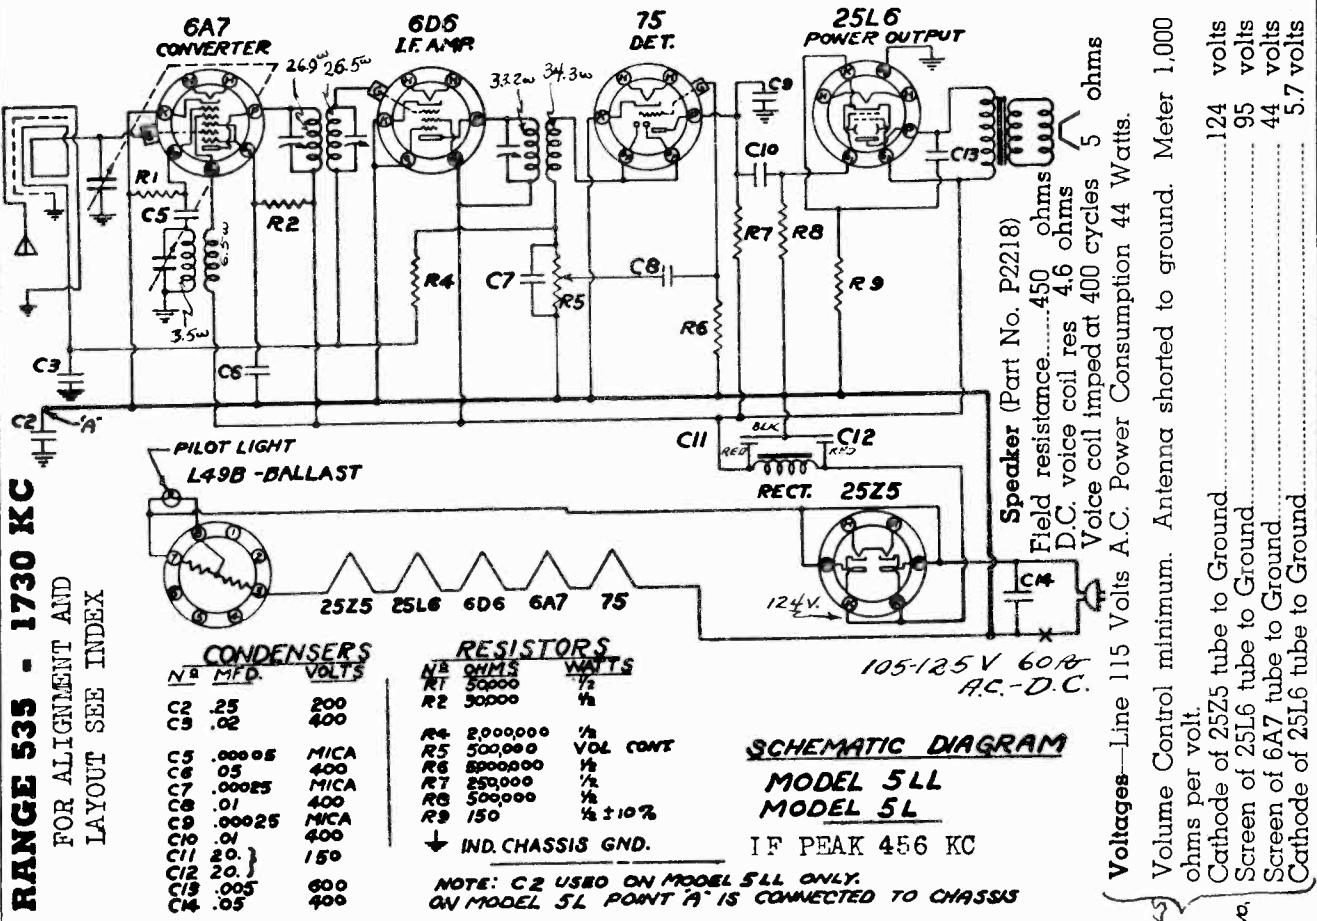 6A7
CONVERTER
6D6
I.F. AMP.
75
DET.
25L6
POWER OUTPUT
26.9ω
26.5ω
33.2ω
34.3ω
R1
C5
R2
6.5ω
3.5ω
C3
C6
C2
"A"
R4
C7
R5
C8
R6
C9
C10
R7
R8
R9
C13
C11
BLK
RED
RED
C12
RECT.
25Z5
124 V.
C14
105-125 V 60~
A.C.-D.C.
PILOT LIGHT
L49B - BALLAST
25Z5 25L6 6D6 6A7 75
CONDENSERS
Nº MFD. VOLTS
C2 .25 200
C3 .02 400
C5 .00005 MICA
C6 05 400
C7 .00025 MICA
C8 .01 400
C9 .00025 MICA
C10 .01 400
C11 20. } 150
C12 20. }
C13 .005 600
C14 .05 400
RESISTORS
Nº OHMS WATTS
R1 50,000 1/2
R2 30,000 1/2
R4 2,000,000 1/2
R5 500,000 VOL CONT
R6 5,000,000 1/2
R7 250,000 1/2
R8 500,000 1/2
R9 150 1/2 ±10%
IND. CHASSIS GND.
SCHEMATIC DIAGRAM
MODEL 5LL
MODEL 5L
IF PEAK 456 KC
NOTE: C2 USED ON MODEL 5LL ONLY.
ON MODEL 5L POINT "A" IS CONNECTED TO CHASSIS
RANGE 535 - 1730 KC
FOR ALIGNMENT AND
LAYOUT SEE INDEX
Speaker (Part No. P2218)
Field resistance......450 ohms
D.C. voice coil res 4.6 ohms
Voice coil imped at 400 cycles 5 ohms
Voltages—Line 115 Volts A.C. Power Consumption 44 Watts.
Volume Control minimum. Antenna shorted to ground. Meter 1,000
ohms per volt.
Cathode of 25Z5 tube to Ground 124 volts
Screen of 25L6 tube to Ground 95 volts
Screen of 6A7 tube to Ground 44 volts
Cathode of 25L6 tube to Ground 5.7 volts